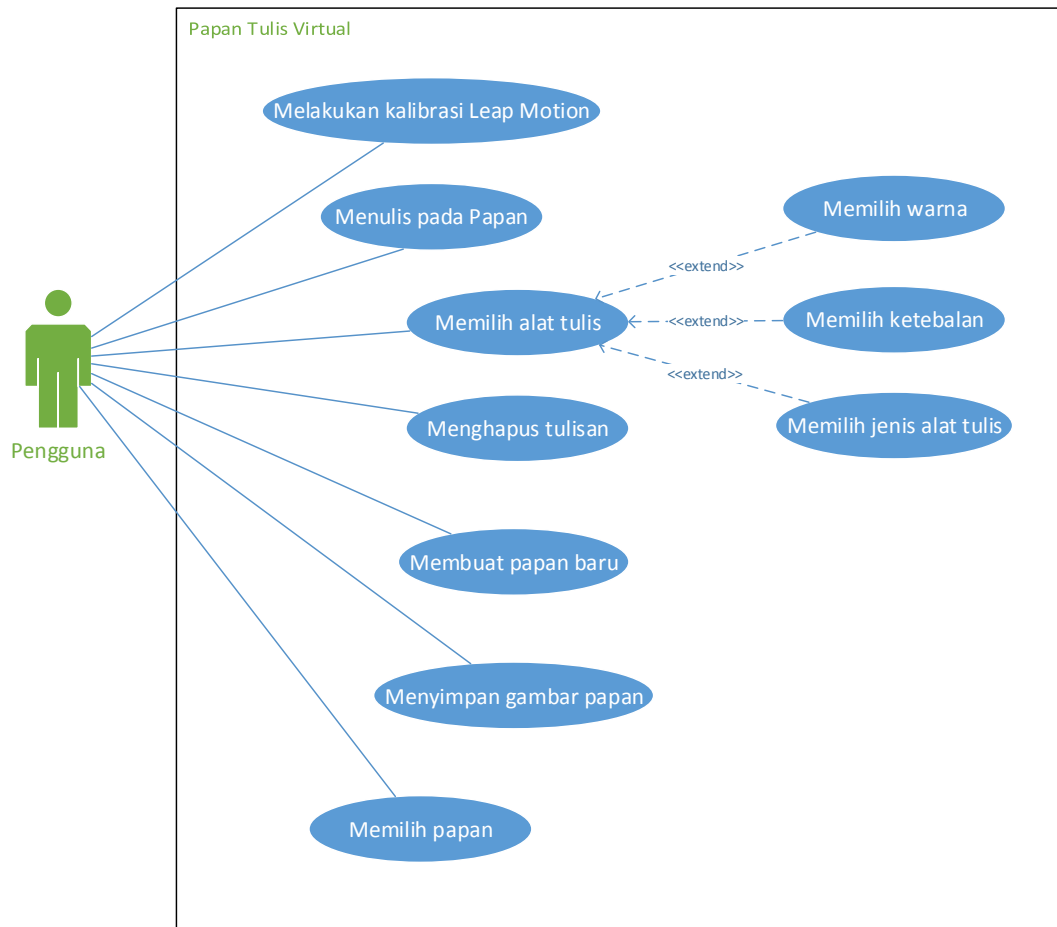 Papan Tulis Virtual
Melakukan kalibrasi Leap Motion
Menulis pada Papan
Memilih warna
<<extend>>
Memilih alat tulis
<<extend>>
Memilih ketebalan
<<extend>>
Menghapus tulisan
Memilih jenis alat tulis
Pengguna
Membuat papan baru
Menyimpan gambar papan
Memilih papan